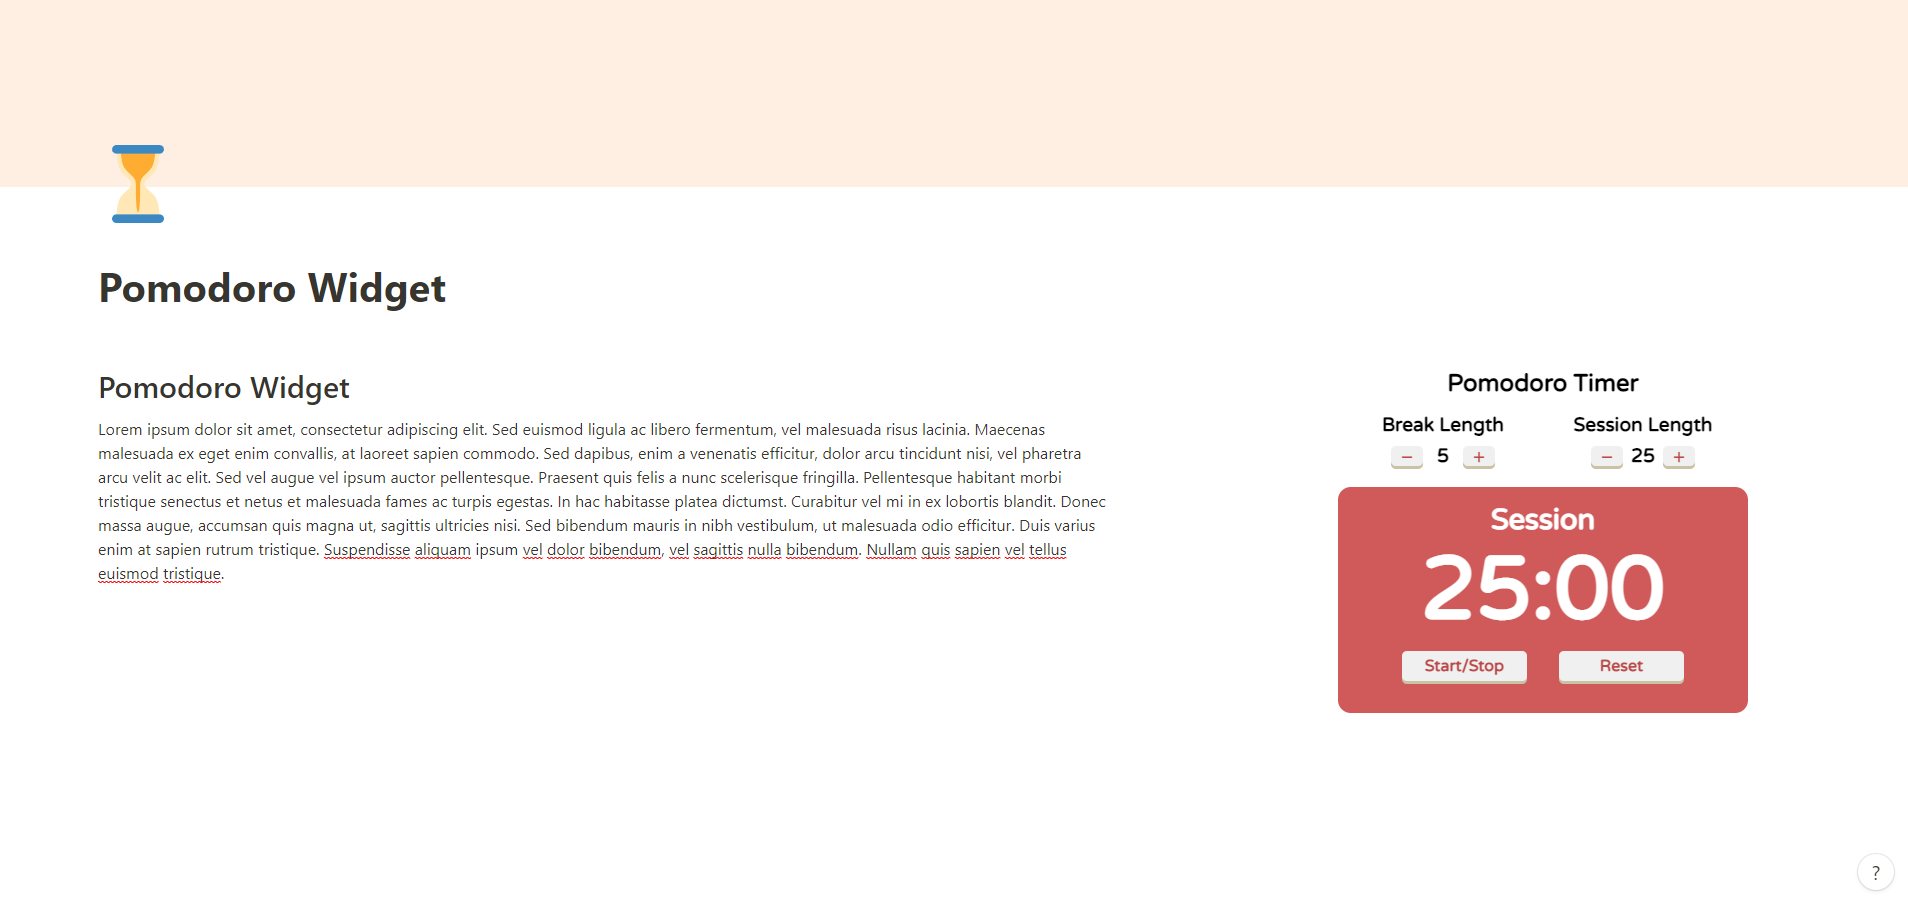 Pomodoro Widget
Pomodoro Widget
Lorem ipsum dolor sit amet, consectetur adipiscing elit. Sed euismod ligula ac libero fermentum, vel malesuada risus lacinia. Maecenas
malesuada ex eget enim convallis, at laoreet sapien commodo. Sed dapibus, enim a venenatis efficitur, dolor arcu tincidunt nisi, vel pharetra
arcu velit ac elit. Sed vel augue vel ipsum auctor pellentesque. Praesent quis felis a nunc scelerisque fringilla. Pellentesque habitant morbi
tristique senectus et netus et malesuada fames ac turpis egestas. In hac habitasse platea dictumst. Curabitur vel mi in ex lobortis blandit. Donec
massa augue, accumsan quis magna ut, sagittis ultricies nisi. Sed bibendum mauris in nibh vestibulum, ut malesuada odio efficitur. Duis varius
enim at sapien rutrum tristique. Suspendisse aliquam ipsum vel dolor bibendum, vel sagittis nulla bibendum. Nullam quis sapien vel tellus
euismod tristique.
Pomodoro Timer
Break Length Session Length
− 5 + − 25 +
Session
25:00
Start/Stop Reset
?